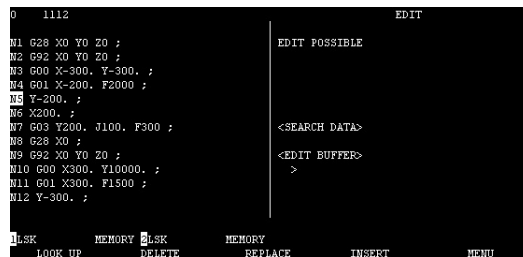 O 1112 EDIT
N1 G28 X0 Y0 Z0 ;
EDIT POSSIBLE
N2 G92 X0 Y0 Z0 ;
N3 G00 X-300. Y-300. ;
N4 G01 X-200. F2000 ;
N5 Y-200. ;
N6 X200. ;
N7 G03 Y200. J100. F300 ;
<SEARCH DATA>
N8 G28 X0 ;
N9 G92 X0 Y0 Z0 ;
<EDIT BUFFER>
N10 G00 X300. Y10000. ;
>
N11 G01 X300. F1500 ;
N12 Y-300. ;
1LSK MEMORY 2LSK MEMORY
LOOK UP DELETE REPLACE INSERT MENU